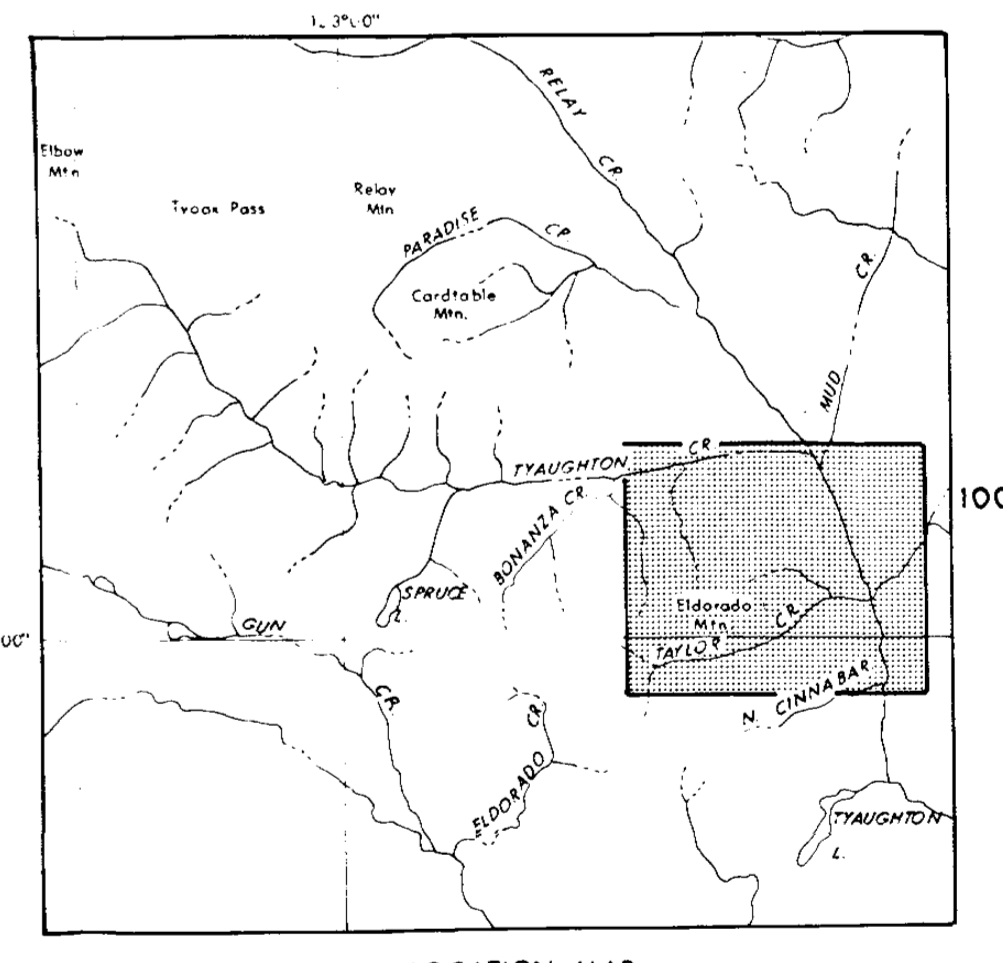 Elbow
Mtn
Tyoax Pass
Relay
Mtn
RELAY CR.
PARADISE CR.
Cardtable
Mtn.
CR.
MUD
TYAUGHTON CR.
100
BONANZA CR.
SPRUCE
L.
Eldorado
Mtn.
GUN
CR.
00"
TAYLOR CR.
N. CINNABAR
ELDORADO CR.
TYAUGHTON
L.